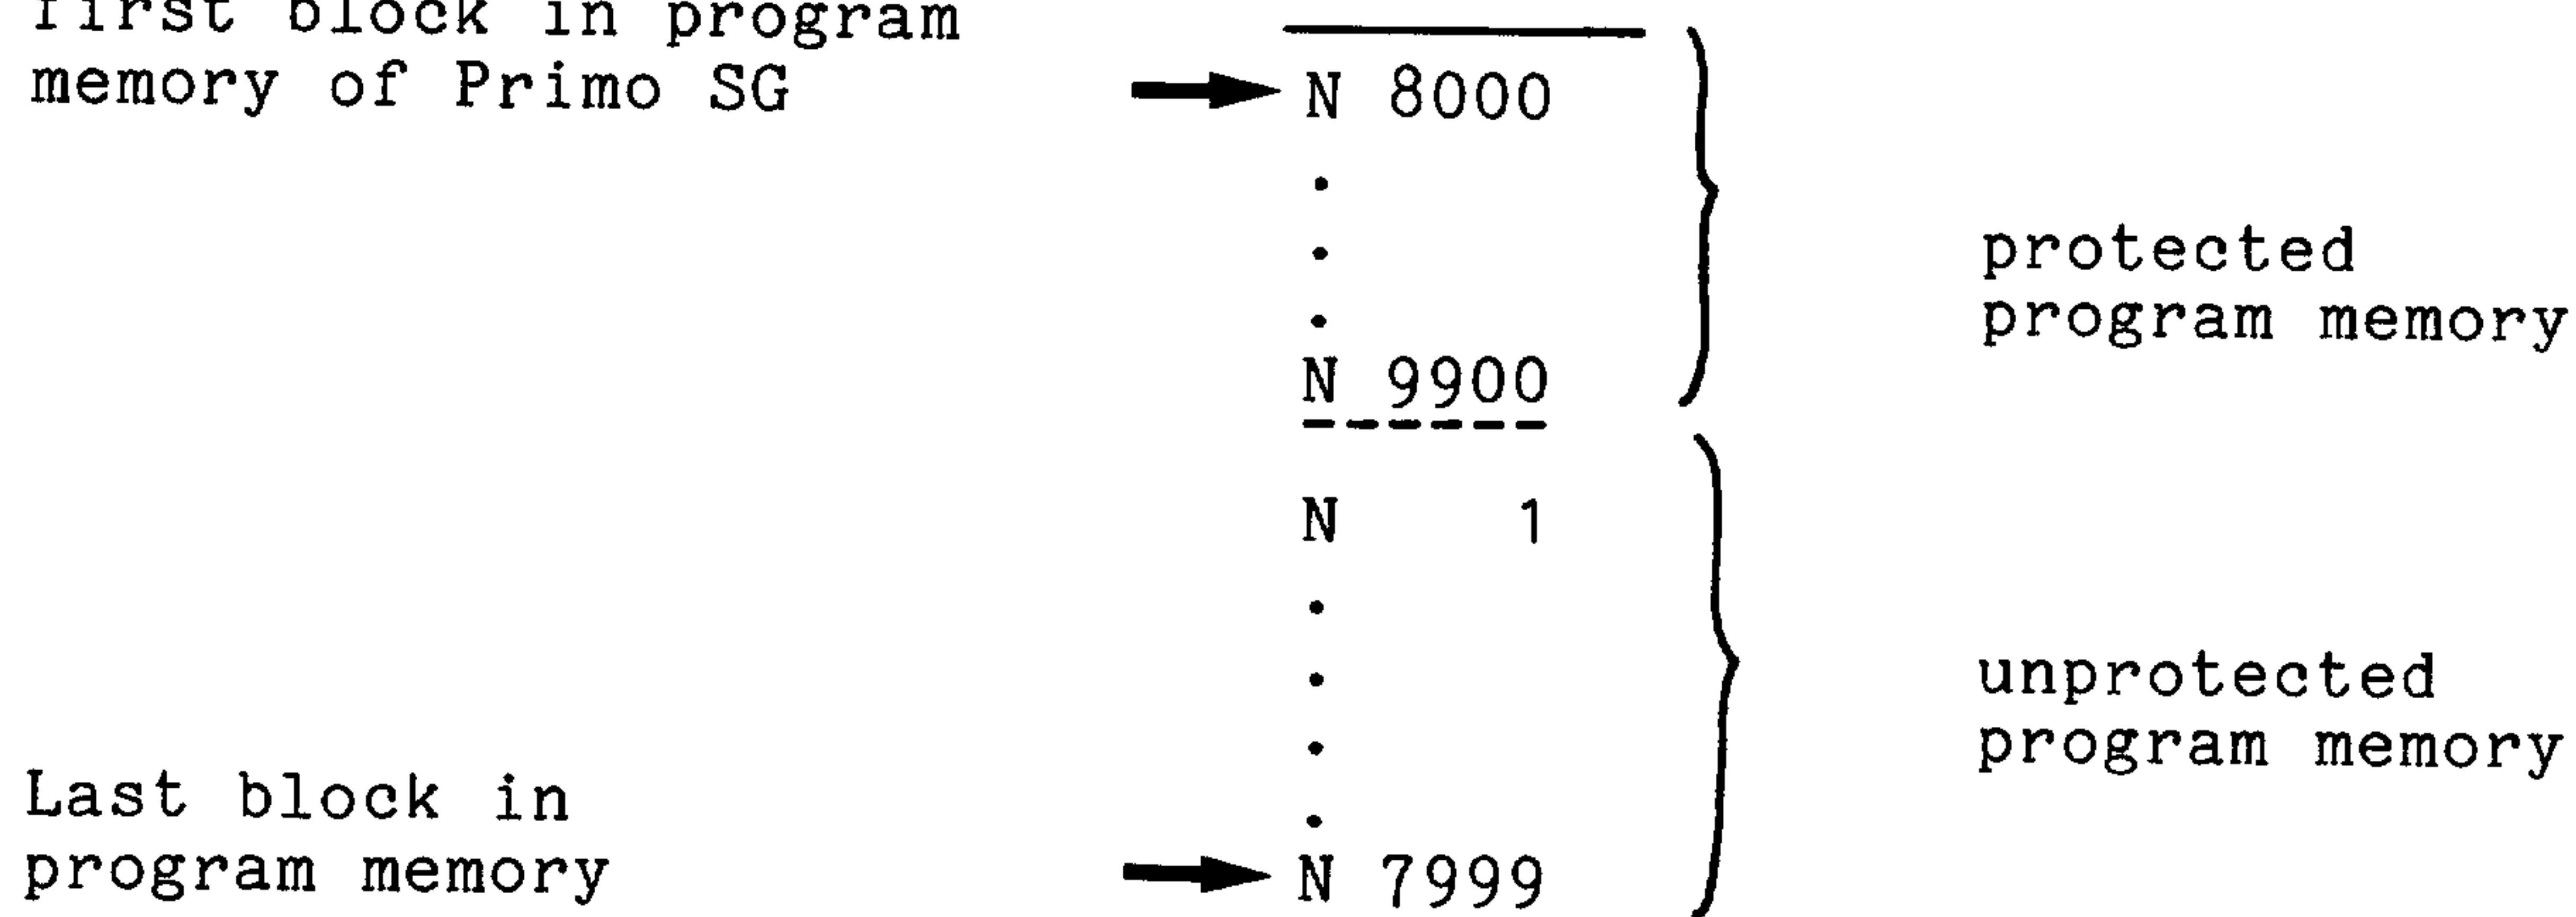 first block in program
memory of Primo SG
N 8000
.
.
.
N 9900
protected
program memory
N 1
.
.
.
.
N 7999
unprotected
program memory
Last block in
program memory